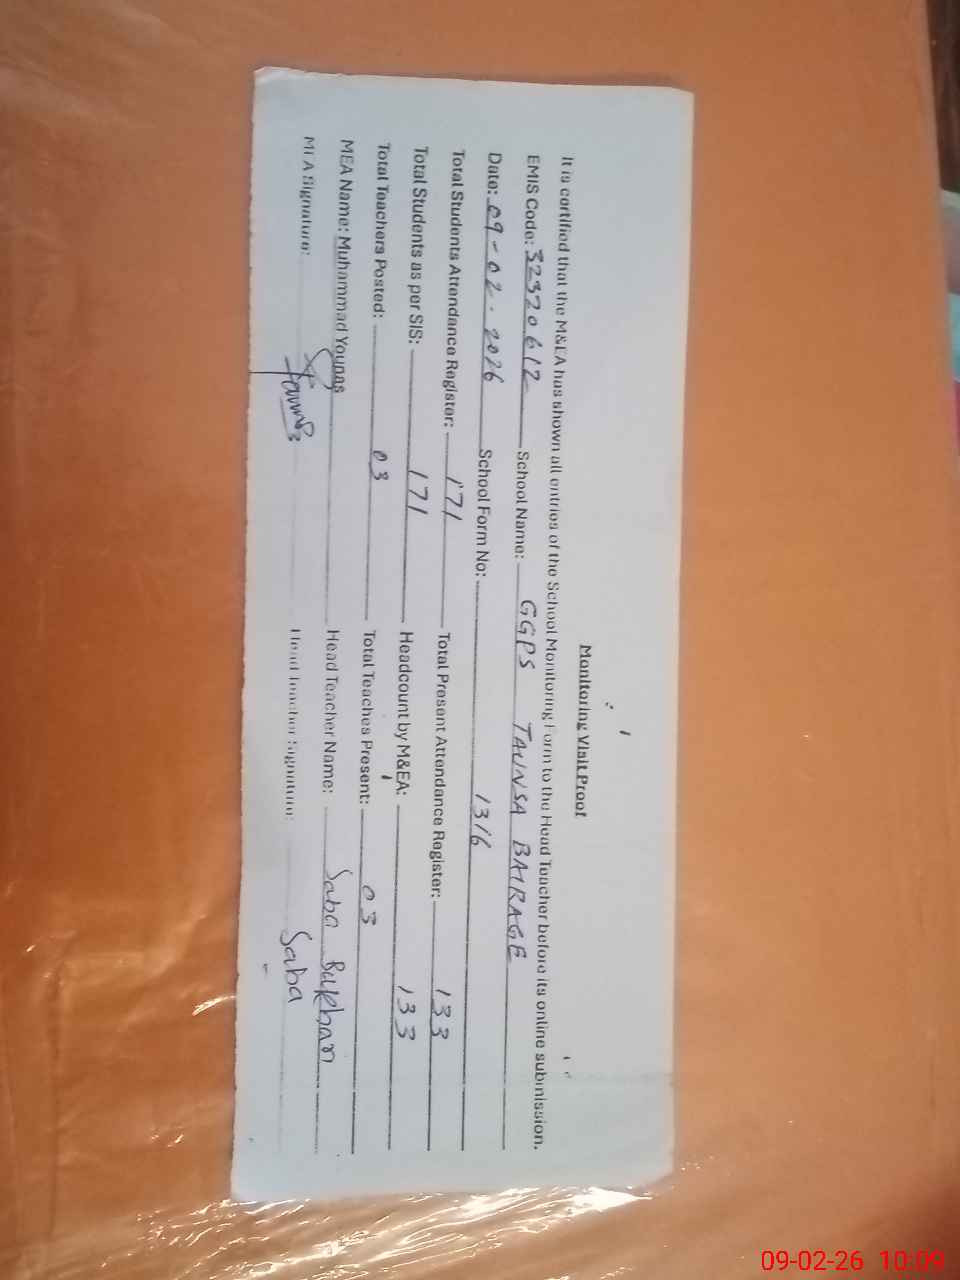 Monitoring Visit Proof
It is certified that the M&EA has shown all entries of the School Monitoring Form to the Head Teacher before its online submission.
EMIS Code: 32320612 School Name: GGPS TAUNSA BAIRAGE
Date: 09-02-2026 School Form No: 1316
Total Students Attendance Register: 171 Total Present Attendance Register: 133
Total Students as per SIS: 171 Headcount by M&EA: 133
Total Teachers Posted: 03 Total Teaches Present: 03
MEA Name: Muhammad Younas Head Teacher Name: Saba
MEA Signature: Head Teacher Signature: Saba
09-02-26 10:09